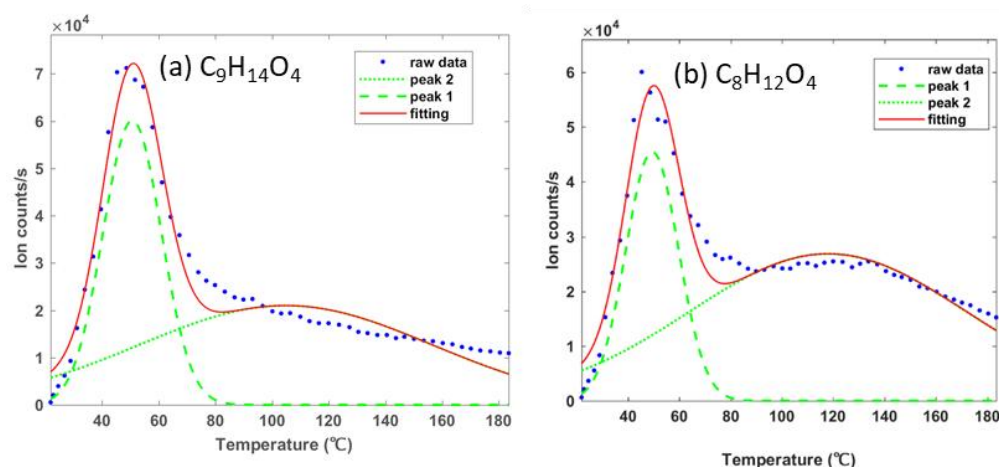 ×10⁴
(a) C₉H₁₄O₄
raw data
peak 2
peak 1
fitting
7
6
5
4
3
2
1
0
Ion counts/s
40 60 80 100 120 140 160 180
Temperature (℃)
×10⁴
(b) C₈H₁₂O₄
raw data
peak 1
peak 2
fitting
6
5
4
3
2
1
0
Ion counts/s
40 60 80 100 120 140 160 180
Temperature (℃)